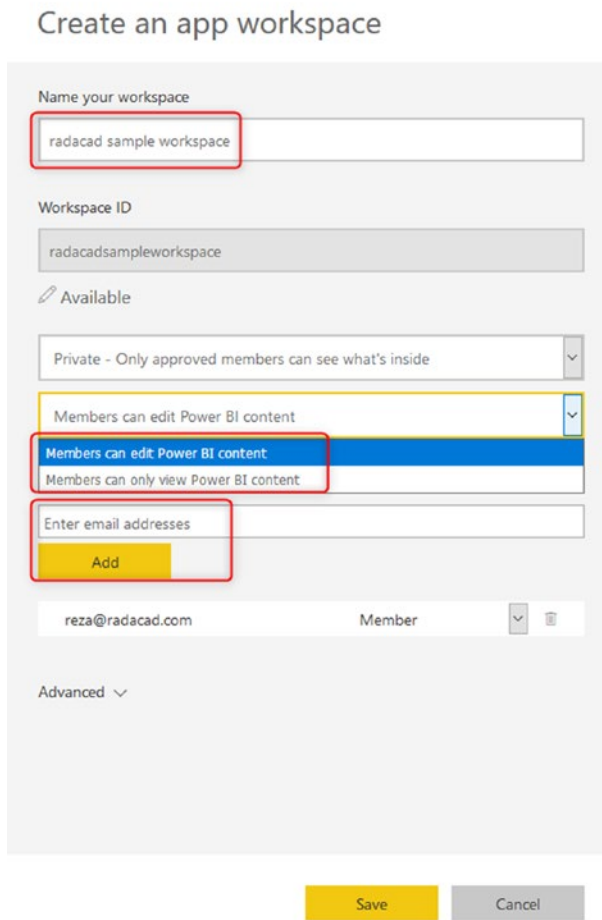 Create an app workspace
Name your workspace
radacad sample workspace
Workspace ID
radacadsampleworkspace
Available
Private - Only approved members can see what's inside
Members can edit Power BI content
Members can edit Power BI content
Members can only view Power BI content
Enter email addresses
Add
reza@radacad.com Member
Advanced
Save Cancel